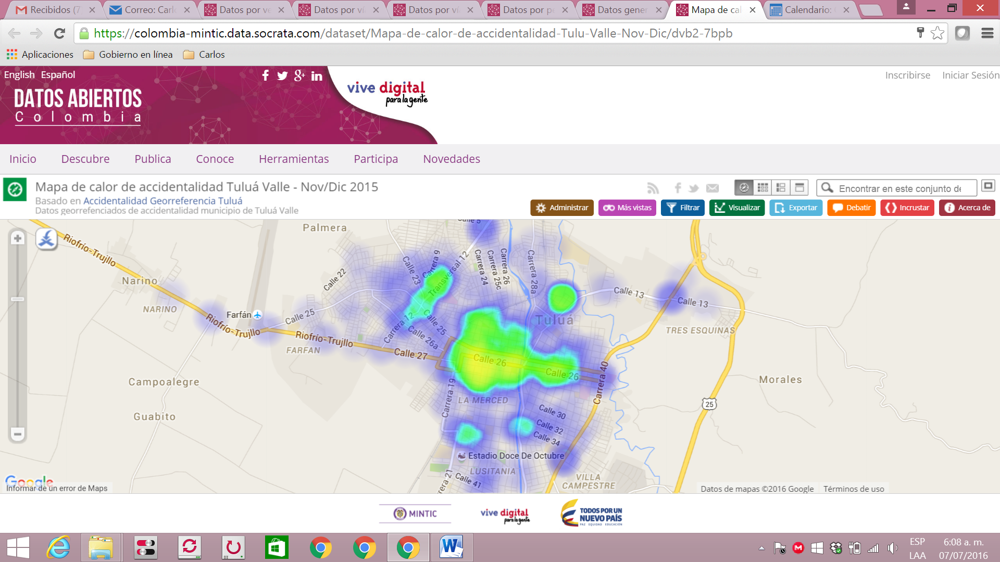 Recibidos (7
Correo: Carl
Datos por ve
Datos por ví
Datos por ví
Datos por pe
Datos gener
Mapa de cal
Calendario:
https://colombia-mintic.data.socrata.com/dataset/Mapa-de-calor-de-accidentalidad-Tulu-Valle-Nov-Dic/dvb2-7bpb
Aplicaciones
Gobierno en línea
Carlos
English Español
Inscribirse
Iniciar Sesión
DATOS ABIERTOS
Colombia
vive digital
para la gente
Inicio
Descubre
Publica
Conoce
Herramientas
Participa
Novedades
Mapa de calor de accidentalidad Tuluá Valle - Nov/Dic 2015
Basado en Accidentalidad Georreferencia Tuluá
Datos georrefenciados de accidentalidad municipio de Tuluá Valle
Encontrar en este conjunto de
Administrar
Más vistas
Filtrar
Visualizar
Exportar
Debatir
Incrustar
Acerca de
Palmera
Calle 5
Riofrío-Trujillo
Carrera 9
Transversal 12
Calle 23
Calle 22
Carrera 24
Carrera 25c
Carrera 26
Carrera 28a
Narino
NARINO
Farfán
Calle 25
Calle 13
Calle 13
Tuluá
TRES ESQUINAS
Riofrío-Trujillo
Riofrío-Trujillo
FARFAN
Carrera 12
Calle 25
Calle 26a
Calle 27
Calle 26
Calle 26
Carrera 40
Carrera 19
LA MERCED
Campoalegre
Guabito
Morales
25
Calle 30
Calle 32
Calle 34
Estadio Doce De Octubre
LUSITANIA
Carrera 21
Calle 41
VILLA
CAMPESTRE
Google
Informar de un error de Maps
Datos de mapas ©2016 Google
Términos de uso
MINTIC
vive digital
para la gente
TODOS POR UN
NUEVO PAÍS
PAZ EQUIDAD EDUCACIÓN
ESP
LAA
6:08 a. m.
07/07/2016